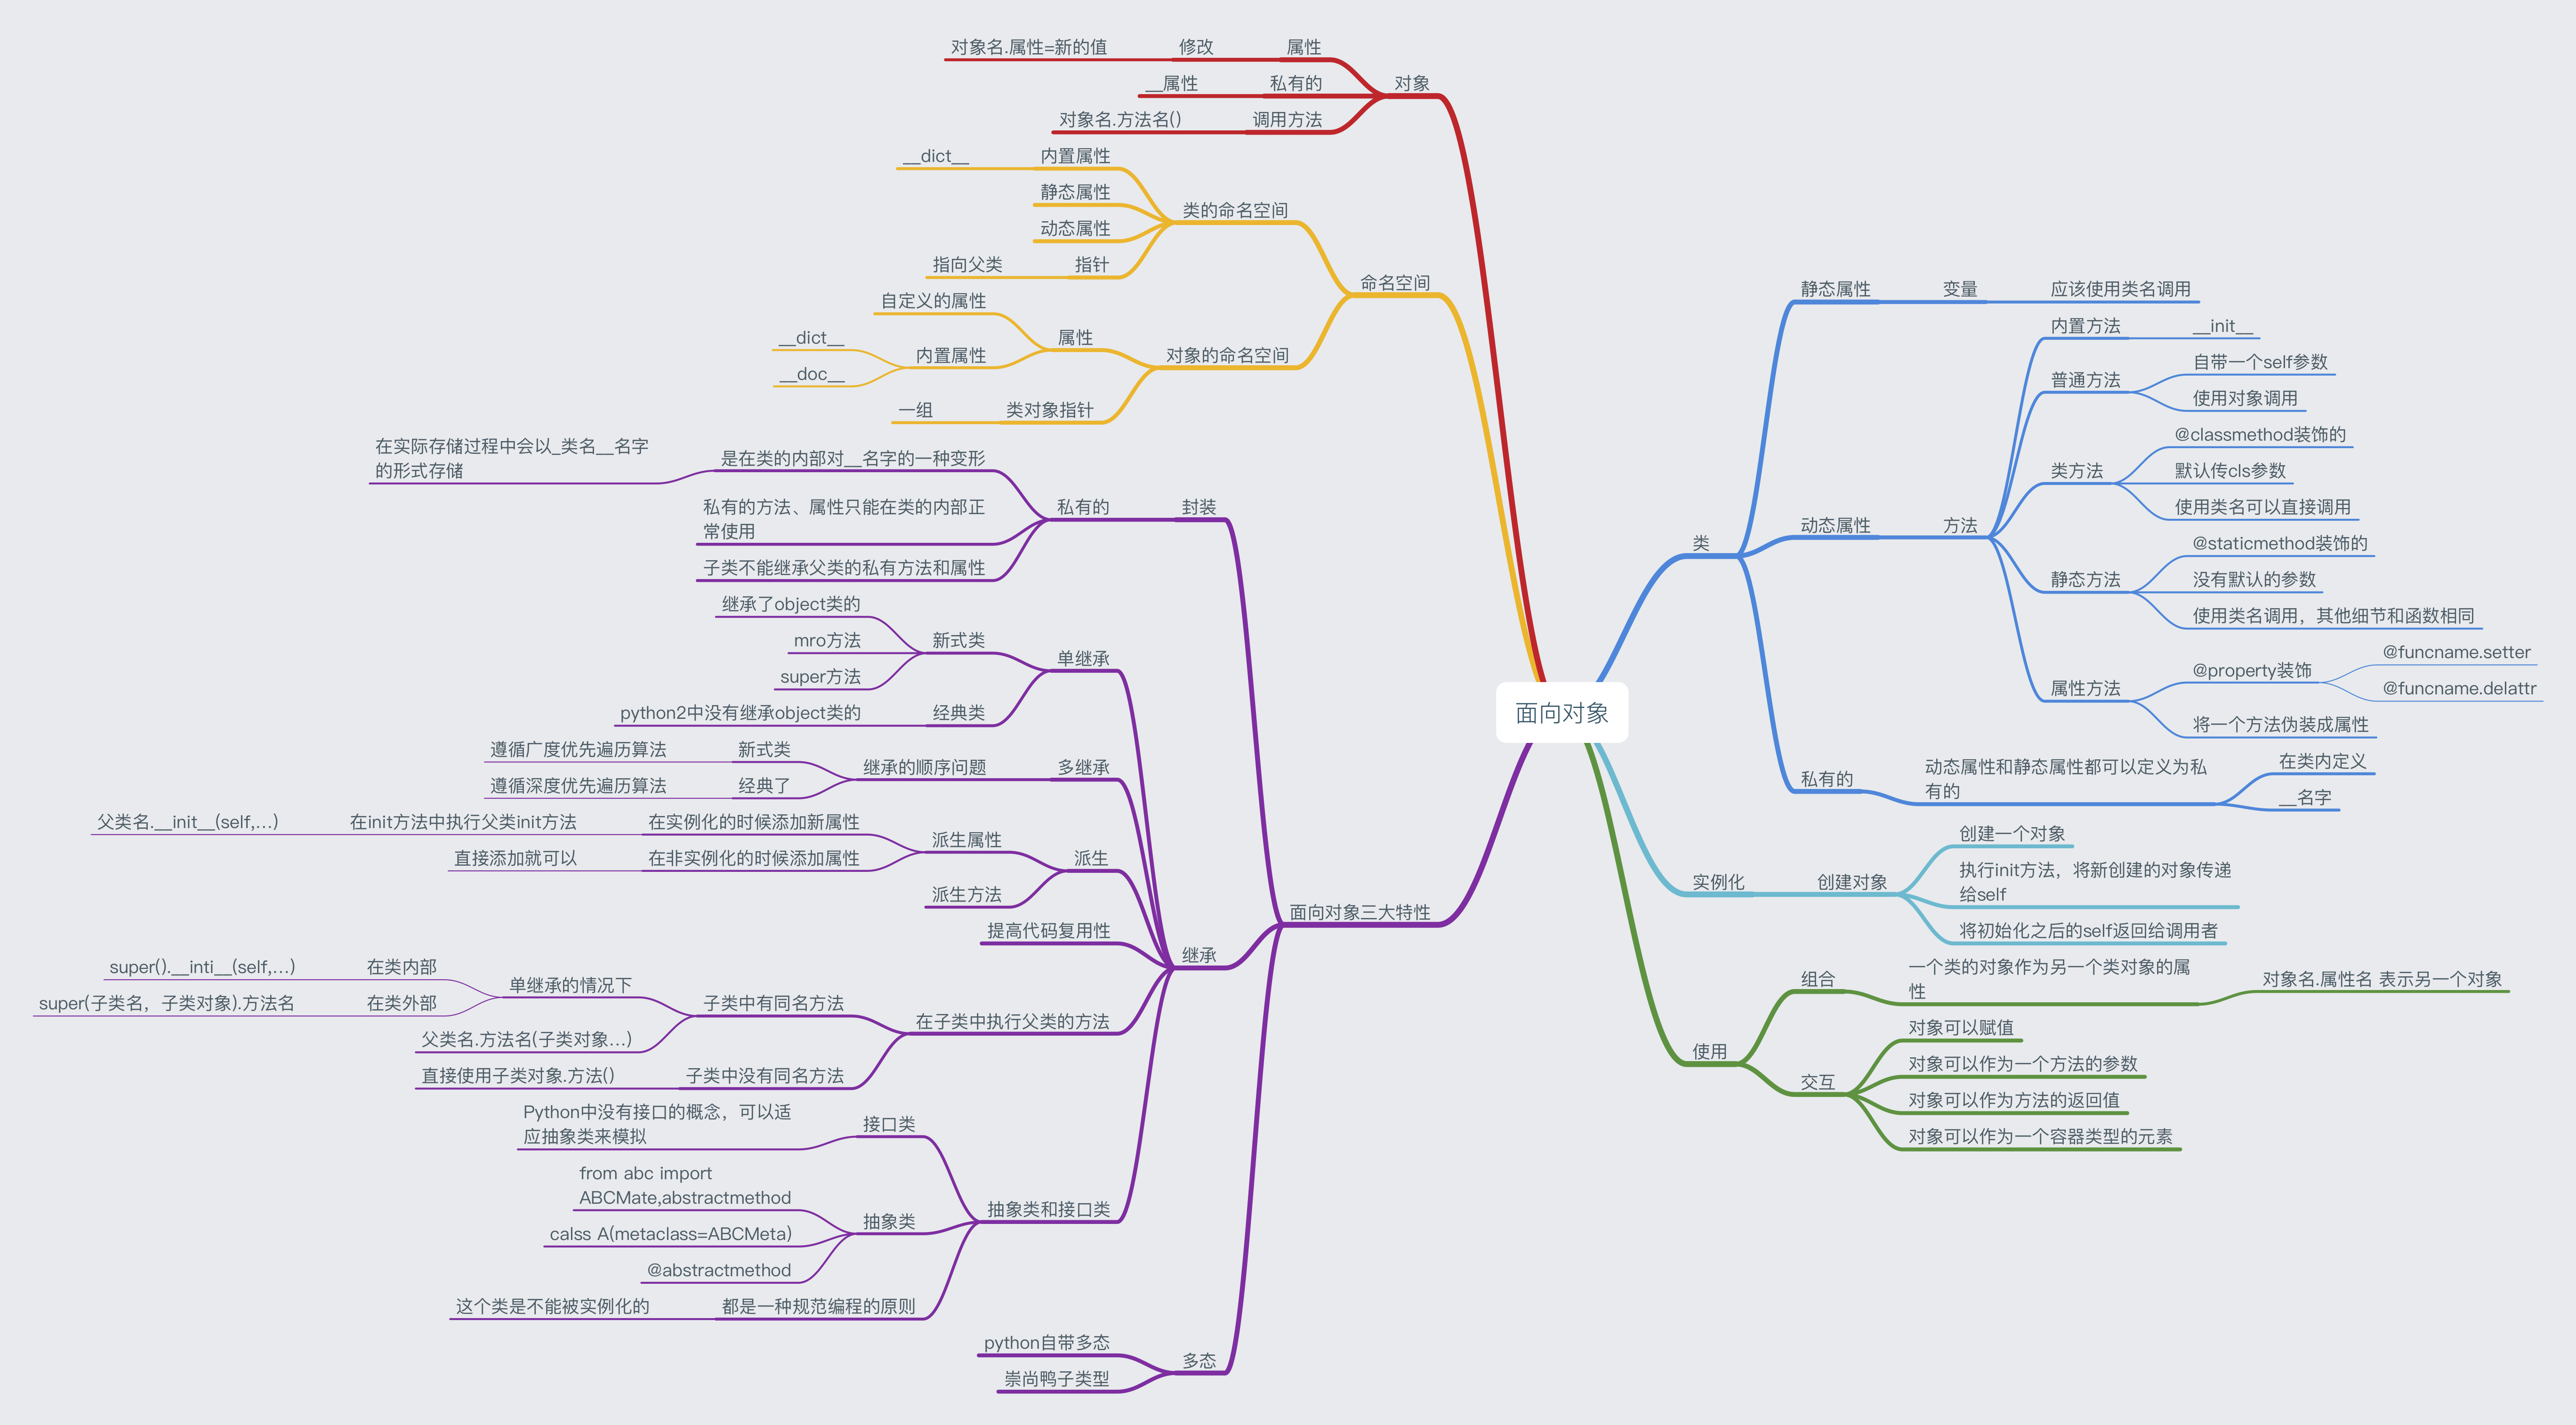 面向对象
对象
属性
修改
对象名.属性=新的值
私有的
__属性
调用方法
对象名.方法名()
命名空间
类的命名空间
内置属性
__dict__
静态属性
动态属性
指针
指向父类
对象的命名空间
属性
自定义的属性
内置属性
__dict__
__doc__
类对象指针
一组
面向对象三大特性
封装
私有的
是在类的内部对__名字的一种变形
在实际存储过程中会以_类名__名字
的形式存储
私有的方法、属性只能在类的内部正
常使用
子类不能继承父类的私有方法和属性
继承
单继承
新式类
继承了object类的
mro方法
super方法
经典类
python2中没有继承object类的
多继承
继承的顺序问题
新式类
遵循广度优先遍历算法
经典了
遵循深度优先遍历算法
派生
派生属性
在实例化的时候添加新属性
在init方法中执行父类init方法
父类名.__init__(self,...)
在非实例化的时候添加属性
直接添加就可以
派生方法
提高代码复用性
在子类中执行父类的方法
子类中有同名方法
单继承的情况下
在类内部
super().__inti__(self,...)
在类外部
super(子类名，子类对象).方法名
父类名.方法名(子类对象...)
子类中没有同名方法
直接使用子类对象.方法()
抽象类和接口类
接口类
Python中没有接口的概念，可以适
应抽象类来模拟
抽象类
from abc import
ABCMate,abstractmethod
calss A(metaclass=ABCMeta)
@abstractmethod
都是一种规范编程的原则
这个类是不能被实例化的
多态
python自带多态
崇尚鸭子类型
类
静态属性
变量
应该使用类名调用
动态属性
方法
内置方法
__init__
普通方法
自带一个self参数
使用对象调用
类方法
@classmethod装饰的
默认传cls参数
使用类名可以直接调用
静态方法
@staticmethod装饰的
没有默认的参数
使用类名调用，其他细节和函数相同
属性方法
@property装饰
@funcname.setter
@funcname.delattr
将一个方法伪装成属性
私有的
动态属性和静态属性都可以定义为私
有的
在类内定义
__名字
实例化
创建对象
创建一个对象
执行init方法，将新创建的对象传递
给self
将初始化之后的self返回给调用者
使用
组合
一个类的对象作为另一个类对象的属
性
对象名.属性名 表示另一个对象
交互
对象可以赋值
对象可以作为一个方法的参数
对象可以作为方法的返回值
对象可以作为一个容器类型的元素